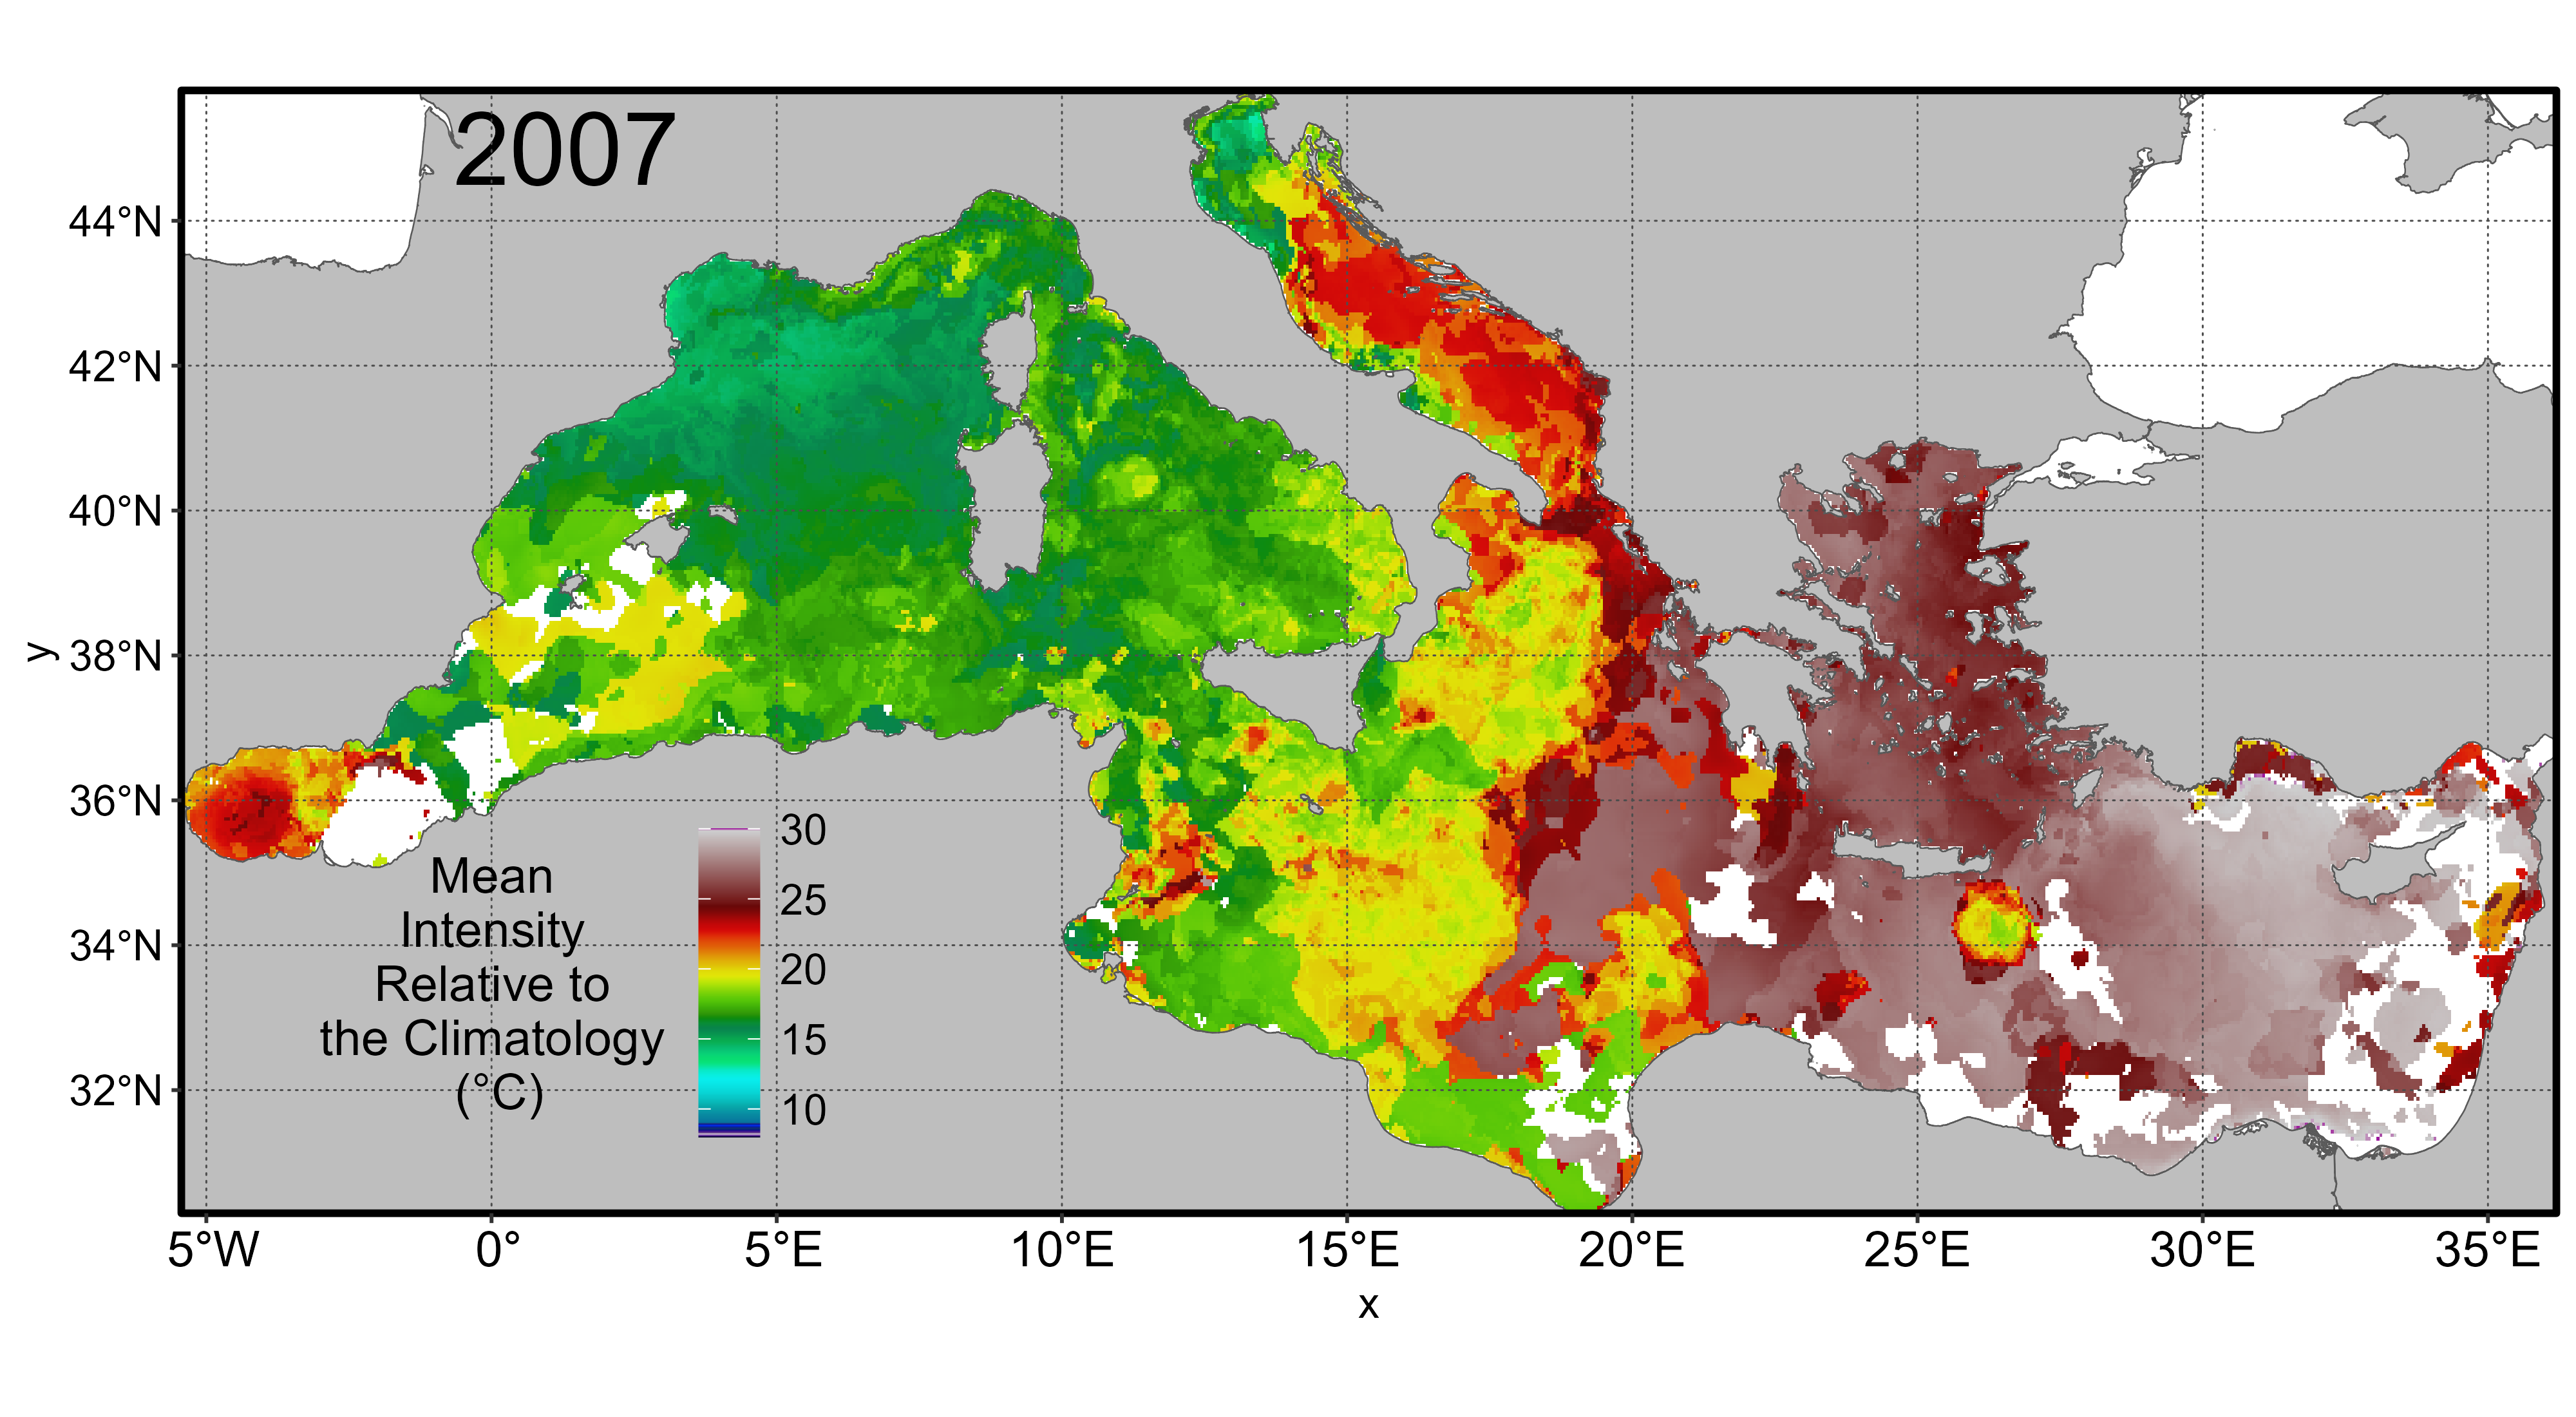 2007
44°N
42°N
40°N
38°N
36°N
34°N
32°N
y
Mean
Intensity
Relative to
the Climatology
(°C)
30
25
20
15
10
5°W 0° 5°E 10°E 15°E 20°E 25°E 30°E 35°E
x